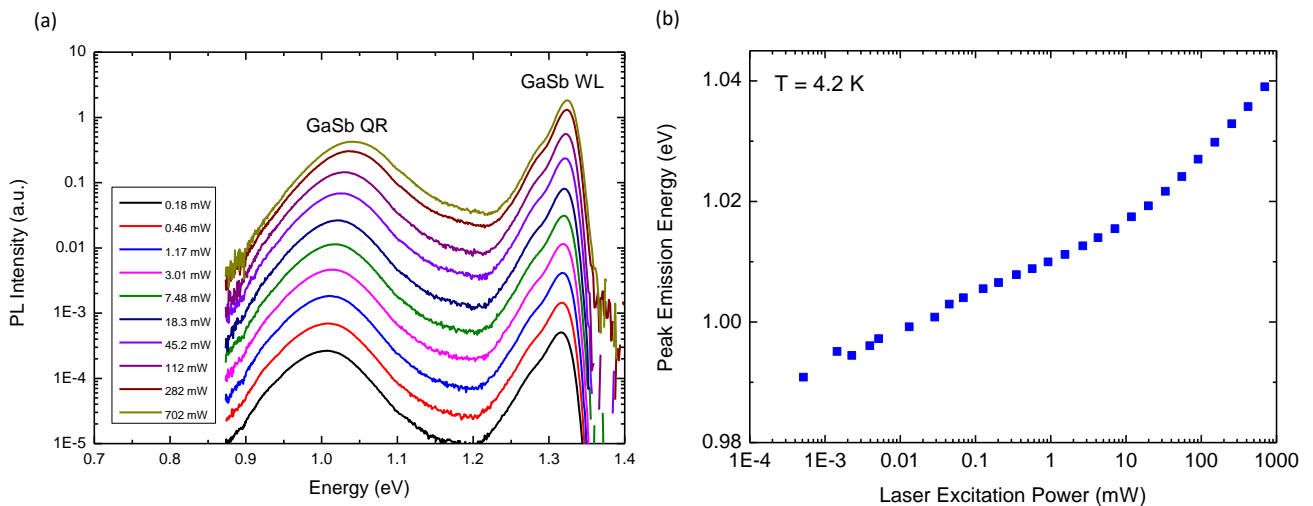 (a)
10
1
0.1
0.01
1E-3
1E-4
1E-5
PL Intensity (a.u.)
GaSb QR
GaSb WL
0.18 mW
0.46 mW
1.17 mW
3.01 mW
7.48 mW
18.3 mW
45.2 mW
112 mW
282 mW
702 mW
0.7 0.8 0.9 1.0 1.1 1.2 1.3 1.4
Energy (eV)
(b)
T = 4.2 K
1.04
1.02
1.00
0.98
Peak Emission Energy (eV)
1E-4 1E-3 0.01 0.1 1 10 100 1000
Laser Excitation Power (mW)